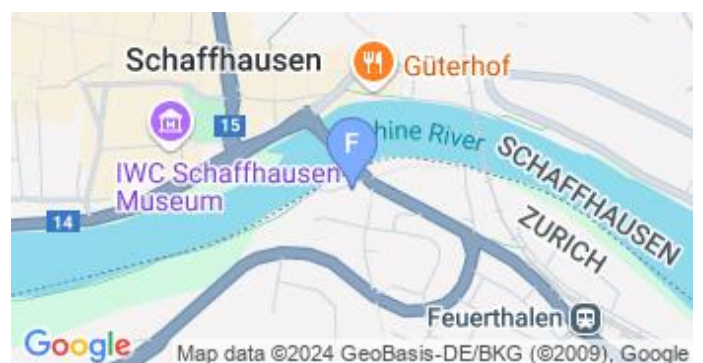 Schaffhausen
Güterhof
15
F
hine River
IWC Schaffhausen
Museum
SCHAFFHAUSEN
ZURICH
14
Feuerthalen
Google
Map data ©2024 GeoBasis-DE/BKG (©2009), Google